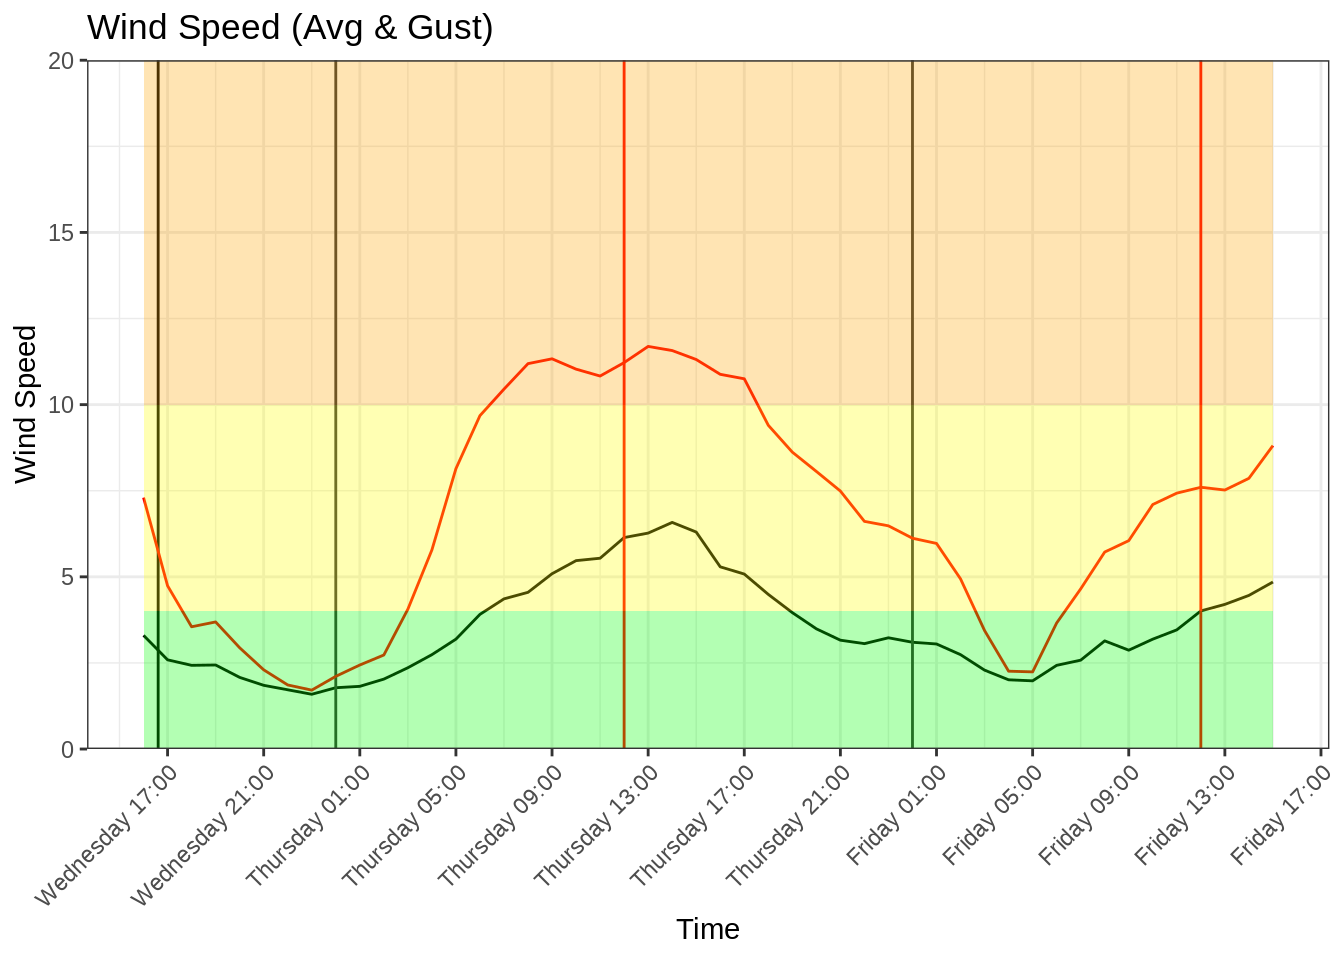 Wind Speed (Avg & Gust)
20
15
10
5
0
Wind Speed
Wednesday 17:00
Wednesday 21:00
Thursday 01:00
Thursday 05:00
Thursday 09:00
Thursday 13:00
Thursday 17:00
Thursday 21:00
Friday 01:00
Friday 05:00
Friday 09:00
Friday 13:00
Friday 17:00
Time